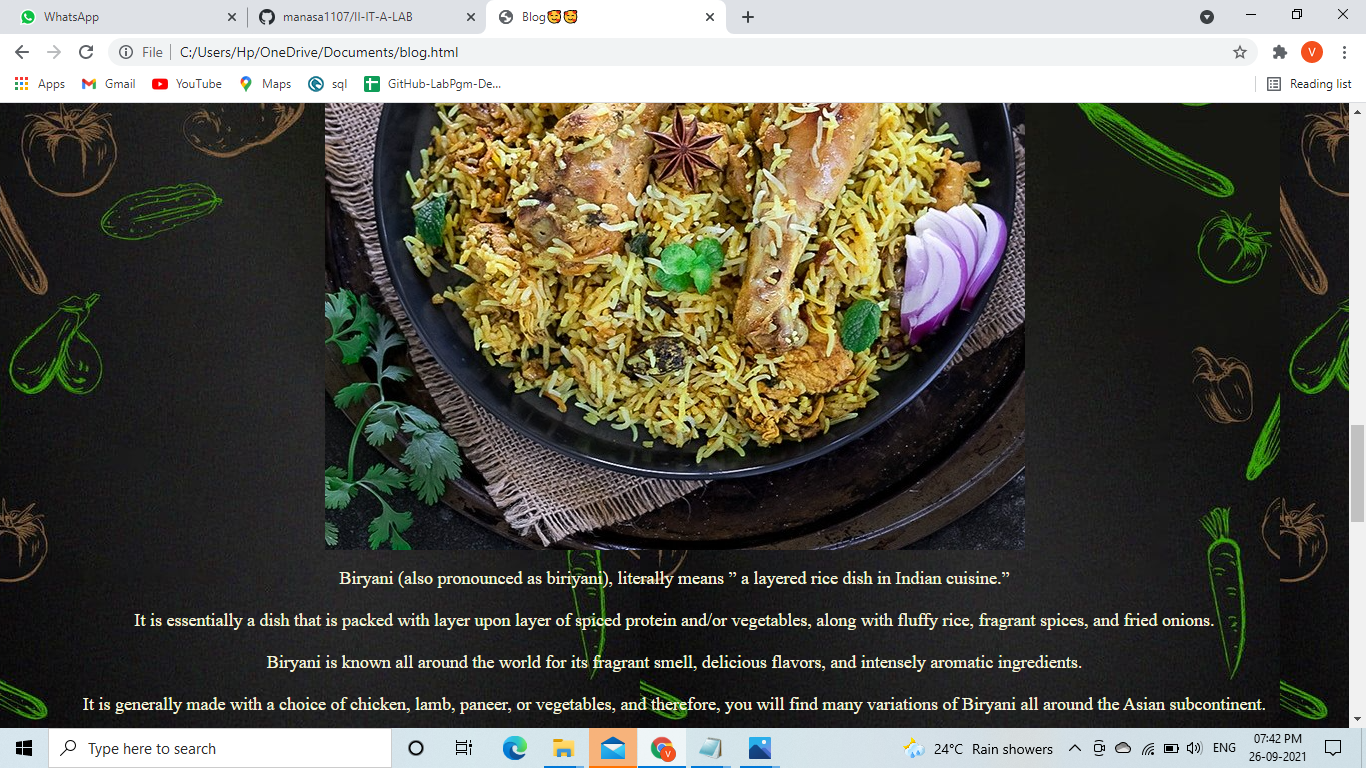 WhatsApp
manasa1107/II-IT-A-LAB
Blog🥰🥰
File
C:/Users/Hp/OneDrive/Documents/blog.html
V
Apps
Gmail
YouTube
Maps
sql
GitHub-LabPgm-De...
Reading list
Biryani (also pronounced as biriyani), literally means ” a layered rice dish in Indian cuisine.”
It is essentially a dish that is packed with layer upon layer of spiced protein and/or vegetables, along with fluffy rice, fragrant spices, and fried onions.
Biryani is known all around the world for its fragrant smell, delicious flavors, and intensely aromatic ingredients.
It is generally made with a choice of chicken, lamb, paneer, or vegetables, and therefore, you will find many variations of Biryani all around the Asian subcontinent.
Type here to search
V
24°C Rain showers
ENG
07:42 PM
26-09-2021